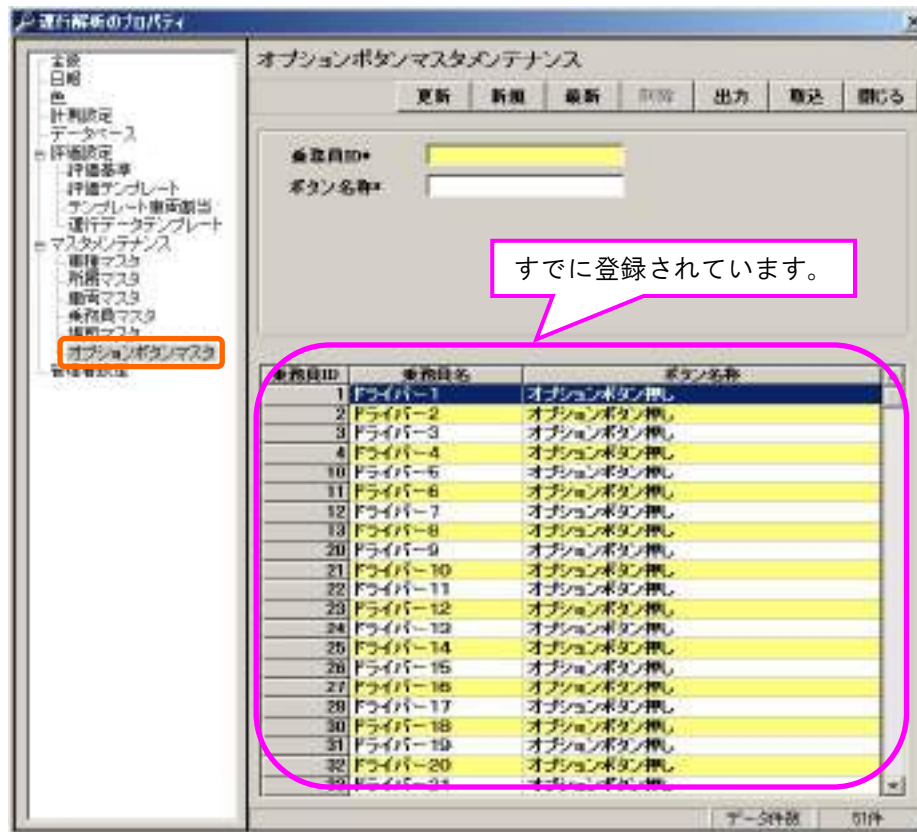 運行解析のプロパティ
全般
日報
色
計測設定
データベース
評価設定
評価基準
評価テンプレート
テンプレート車両割当
運行データテンプレート
マスタメンテナンス
車種マスタ
所属マスタ
車両マスタ
乗務員マスタ
場所マスタ
オプションボタンマスタ
管理者設定
オプションボタンマスタメンテナンス
更新 新規 最新 削除 出力 取込 閉じる
乗務員ID*
ボタン名称*
すでに登録されています。
乗務員ID 乗務員名 ボタン名称
1 ドライバー1 オプションボタン押し
2 ドライバー2 オプションボタン押し
3 ドライバー3 オプションボタン押し
4 ドライバー4 オプションボタン押し
10 ドライバー5 オプションボタン押し
11 ドライバー6 オプションボタン押し
12 ドライバー7 オプションボタン押し
13 ドライバー8 オプションボタン押し
20 ドライバー9 オプションボタン押し
21 ドライバー10 オプションボタン押し
22 ドライバー11 オプションボタン押し
23 ドライバー12 オプションボタン押し
24 ドライバー13 オプションボタン押し
25 ドライバー14 オプションボタン押し
26 ドライバー15 オプションボタン押し
27 ドライバー16 オプションボタン押し
28 ドライバー17 オプションボタン押し
30 ドライバー18 オプションボタン押し
31 ドライバー19 オプションボタン押し
32 ドライバー20 オプションボタン押し
33 ドライバー21 オプションボタン押し
データ件数 51件